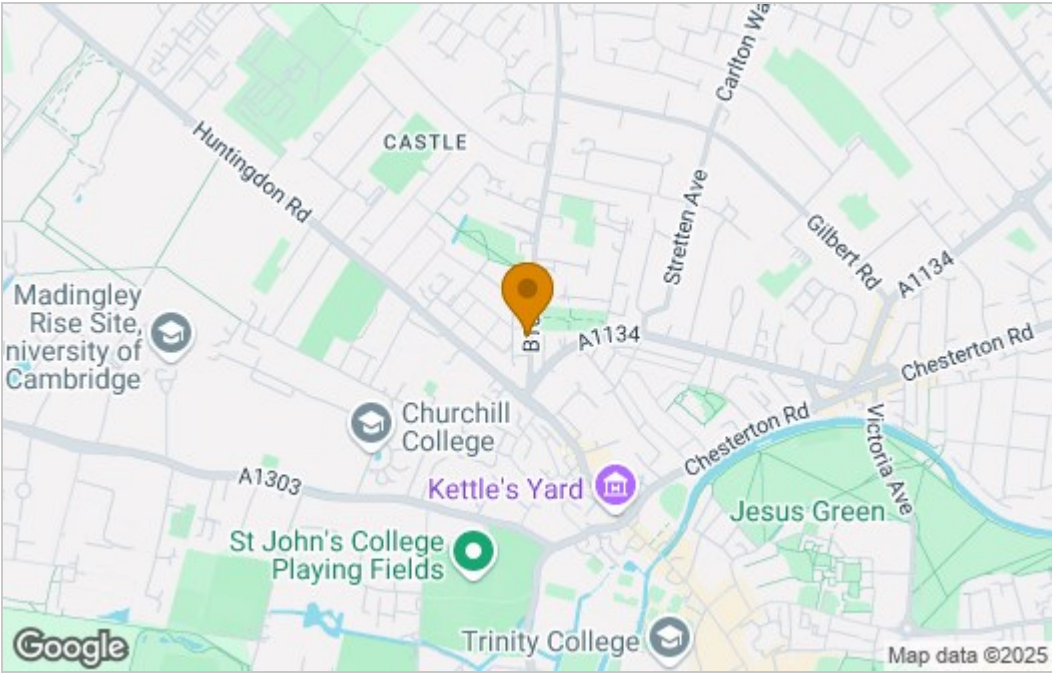 Carlton Wa
CASTLE
Huntingdon Rd
Stretten Ave
Gilbert Rd
A1134
Madingley
Rise Site,
niversity of
Cambridge
A1134
Chesterton Rd
Churchill
College
Chesterton Rd
Victoria Ave
A1303
Kettle's Yard
Jesus Green
St John's College
Playing Fields
Trinity College
Google
Map data ©2025